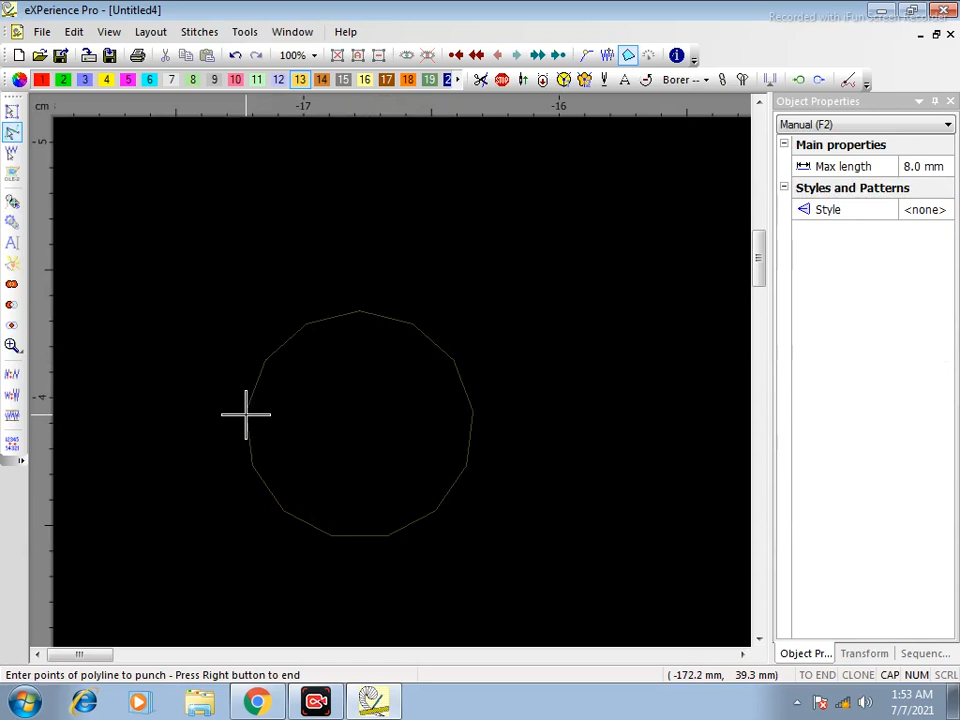 eXPerience Pro - [Untitled4]
Recorded with iFun Screen Recorder
File Edit View Layout Stitches Tools Window Help
100%
1 2 3 4 5 6 7 8 9 10 11 12 13 14 15 16 17 18 19 2 Borer --
cm -17 -16
5
4
Object Properties
Manual (F2)
Main properties
Max length 8.0 mm
Styles and Patterns
Style <none>
Object Pr... Transform Sequenc...
Enter points of polyline to punch - Press Right button to end
( -172.2 mm, 39.3 mm) TO END CLONE CAP NUM SCRL
1:53 AM
7/7/2021